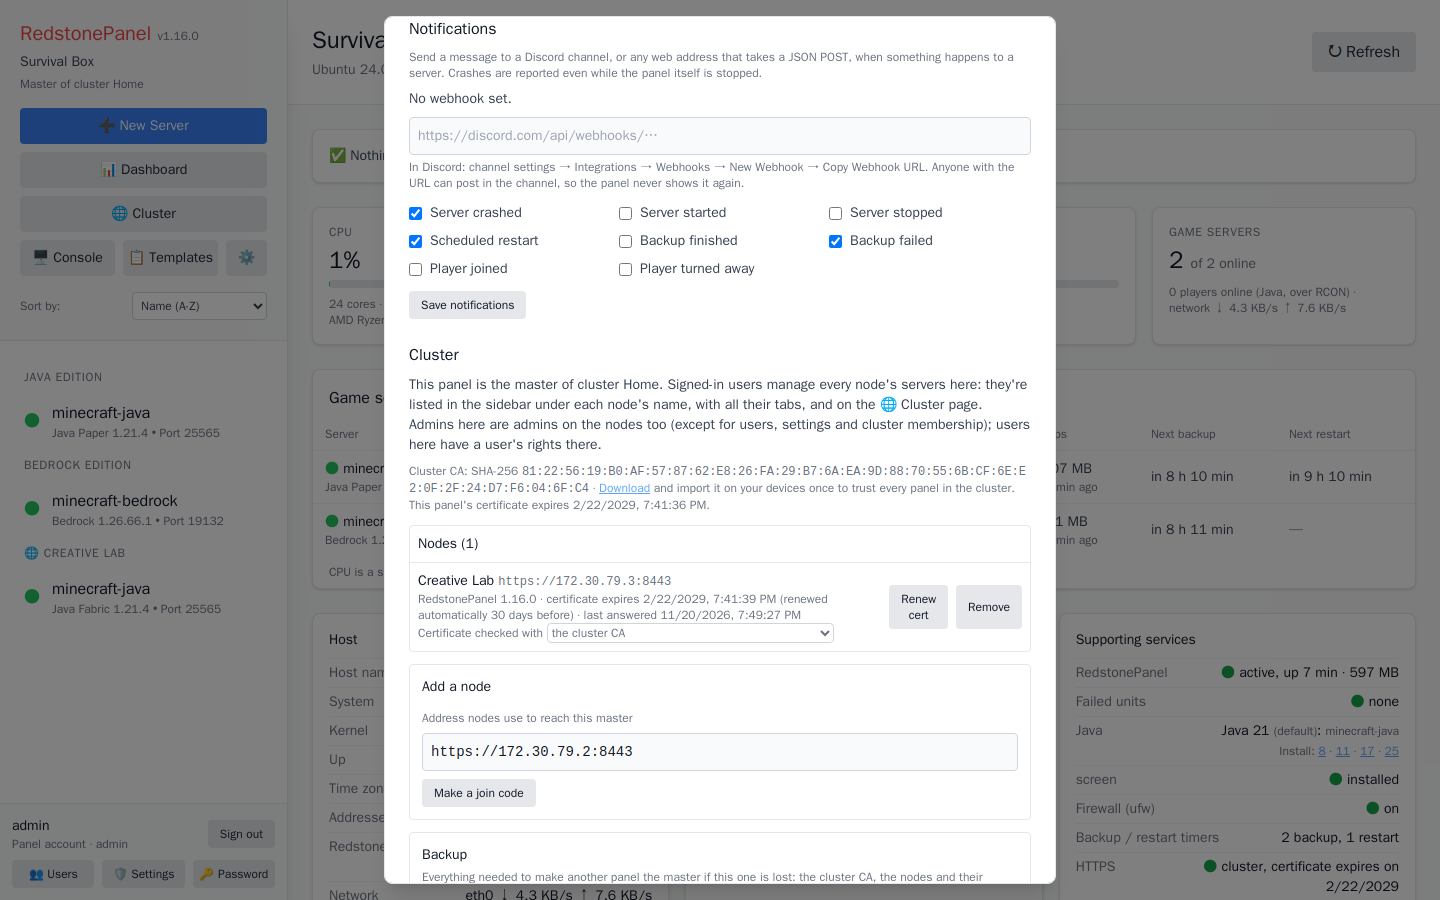 RedstonePanel v1.16.0
Survival Box
Master of cluster Home
➕ New Server
📊 Dashboard
🌐 Cluster
🖥️ Console
📋 Templates
⚙️
Sort by:
Name (A-Z)
JAVA EDITION
minecraft-java
Java Paper 1.21.4 • Port 25565
BEDROCK EDITION
minecraft-bedrock
Bedrock 1.26.66.1 • Port 19132
🌐 CREATIVE LAB
minecraft-java
Java Fabric 1.21.4 • Port 25565
admin
Panel account · admin
Sign out
👥 Users
🛡️ Settings
🔑 Password
Ubuntu
↻ Refresh
✅
CPU
1%
24 cores ·
AMD
GAME SERVERS
2 of 2 online
0 players online (Java, over RCON) ·
network ↓ 4.3 KB/s ↑ 7.6 KB/s
Game
Server
Next backup
Next restart
Java Paper
MB
min ago
in 8 h 10 min
in 9 h 10 min
Bedrock
MB
min ago
in 8 h 11 min
—
CPU is a
Host
Host
System
Kernel
Up
Time
Network
eth0 ↓ 4.3 KB/s ↑ 7.6 KB/s
Supporting services
RedstonePanel
active, up 7 min · 597 MB
Failed units
none
Java
Java 21 (default): minecraft-java
Install: 8 · 11 · 17 · 25
screen
installed
Firewall (ufw)
on
Backup / restart timers
2 backup, 1 restart
HTTPS
cluster, certificate expires on
2/22/2029
Notifications
Send a message to a Discord channel, or any web address that takes a JSON POST, when something happens to a
server. Crashes are reported even while the panel itself is stopped.
No webhook set.
https://discord.com/api/webhooks/…
In Discord: channel settings → Integrations → Webhooks → New Webhook → Copy Webhook URL. Anyone with the
URL can post in the channel, so the panel never shows it again.
Server crashed
Server started
Server stopped
Scheduled restart
Backup finished
Backup failed
Player joined
Player turned away
Save notifications
Cluster
This panel is the master of cluster Home. Signed-in users manage every node's servers here: they're
listed in the sidebar under each node's name, with all their tabs, and on the 🌐 Cluster page.
Admins here are admins on the nodes too (except for users, settings and cluster membership); users
here have a user's rights there.
Cluster CA: SHA-256 81:22:56:19:B0:AF:57:87:62:E8:26:FA:29:B7:6A:EA:9D:88:70:55:6B:CF:6E:E
2:0F:2F:24:D7:F6:04:6F:C4 · Download and import it on your devices once to trust every panel in the cluster.
This panel's certificate expires 2/22/2029, 7:41:36 PM.
Nodes (1)
Creative Lab https://172.30.79.3:8443
RedstonePanel 1.16.0 · certificate expires 2/22/2029, 7:41:39 PM (renewed
automatically 30 days before) · last answered 11/20/2026, 7:49:27 PM
Certificate checked with the cluster CA
Renew
cert
Remove
Add a node
Address nodes use to reach this master
https://172.30.79.2:8443
Make a join code
Backup
Everything needed to make another panel the master if this one is lost: the cluster CA, the nodes and their